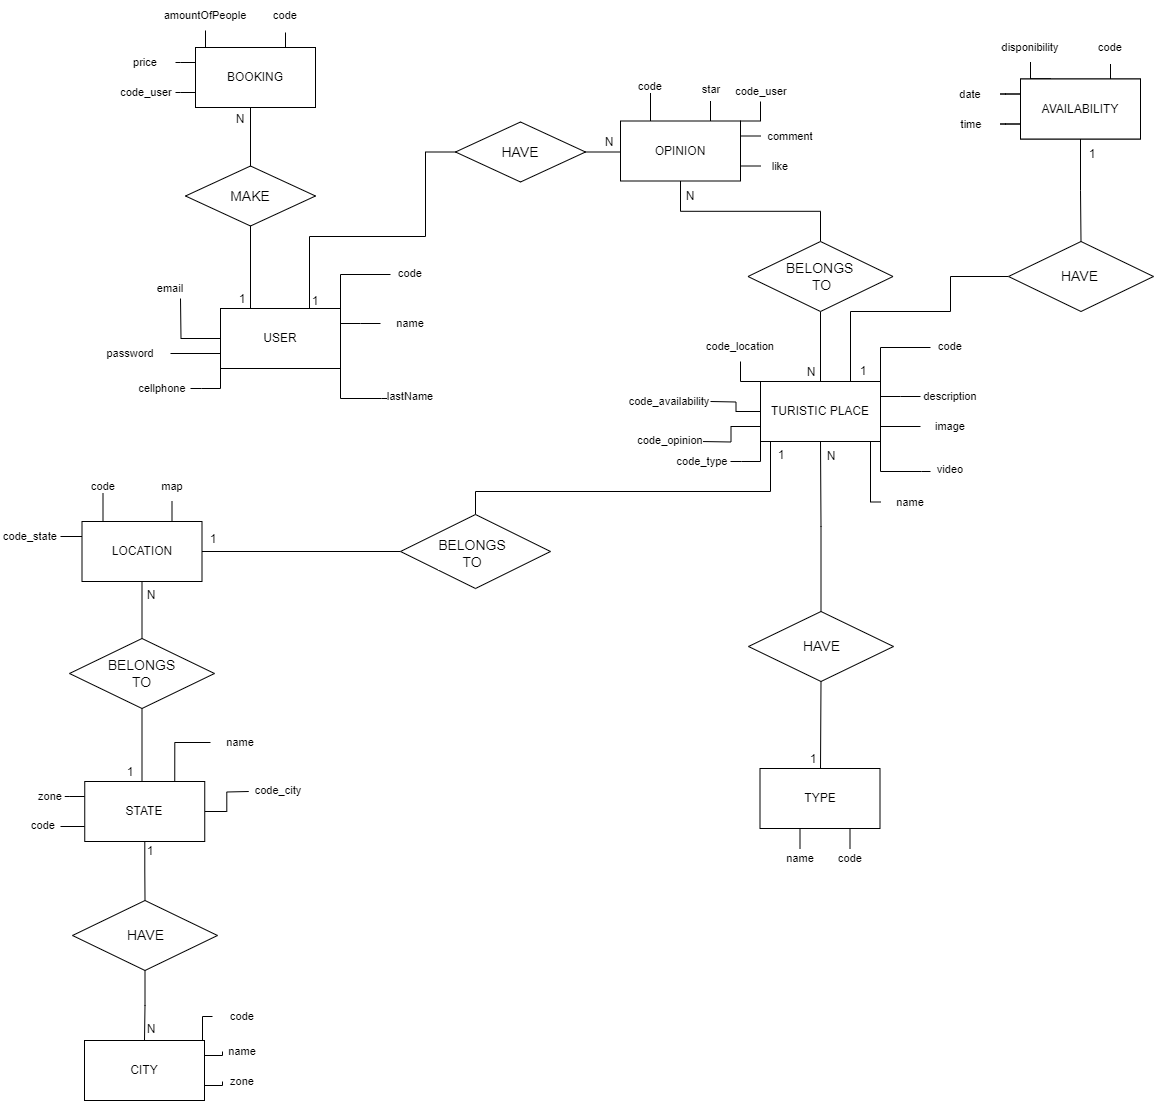 amountOfPeople
code
price
BOOKING
code_user
N
MAKE
1
email
password
cellphone
USER
code
name
lastName
1
HAVE
N
code
star
code_user
OPINION
comment
like
N
BELONGS
TO
N
disponibility
code
date
time
AVAILABILITY
1
HAVE
1
code_location
code_availability
code_opinion
code_type
TURISTIC PLACE
code
description
image
video
name
1
N
BELONGS
TO
1
code
map
code_state
LOCATION
N
BELONGS
TO
1
name
zone
code
STATE
code_city
1
HAVE
N
code
name
zone
CITY
HAVE
1
TYPE
name
code